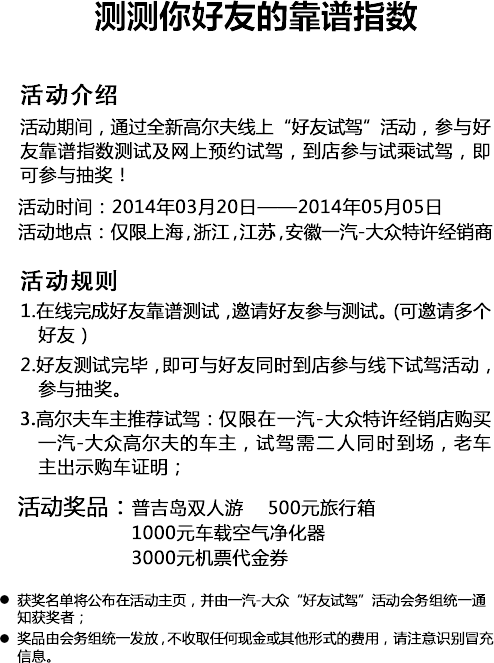 测测你好友的靠谱指数
活动介绍
活动期间，通过全新高尔夫线上“好友试驾”活动，参与好
友靠谱指数测试及网上预约试驾，到店参与试乘试驾，即
可参与抽奖！
活动时间：2014年03月20日——2014年05月05日
活动地点：仅限上海,浙江,江苏,安徽一汽-大众特许经销商
活动规则
1.在线完成好友靠谱测试,邀请好友参与测试。(可邀请多个
好友）
2.好友测试完毕,即可与好友同时到店参与线下试驾活动，
参与抽奖。
3.高尔夫车主推荐试驾：仅限在一汽-大众特许经销店购买
一汽-大众高尔夫的车主，试驾需二人同时到场，老车
主出示购车证明；
活动奖品：普吉岛双人游 500元旅行箱
1000元车载空气净化器
3000元机票代金券
● 获奖名单将公布在活动主页，并由一汽-大众“好友试驾”活动会务组统一通
知获奖者；
● 奖品由会务组统一发放,不收取任何现金或其他形式的费用，请注意识别冒充
信息。